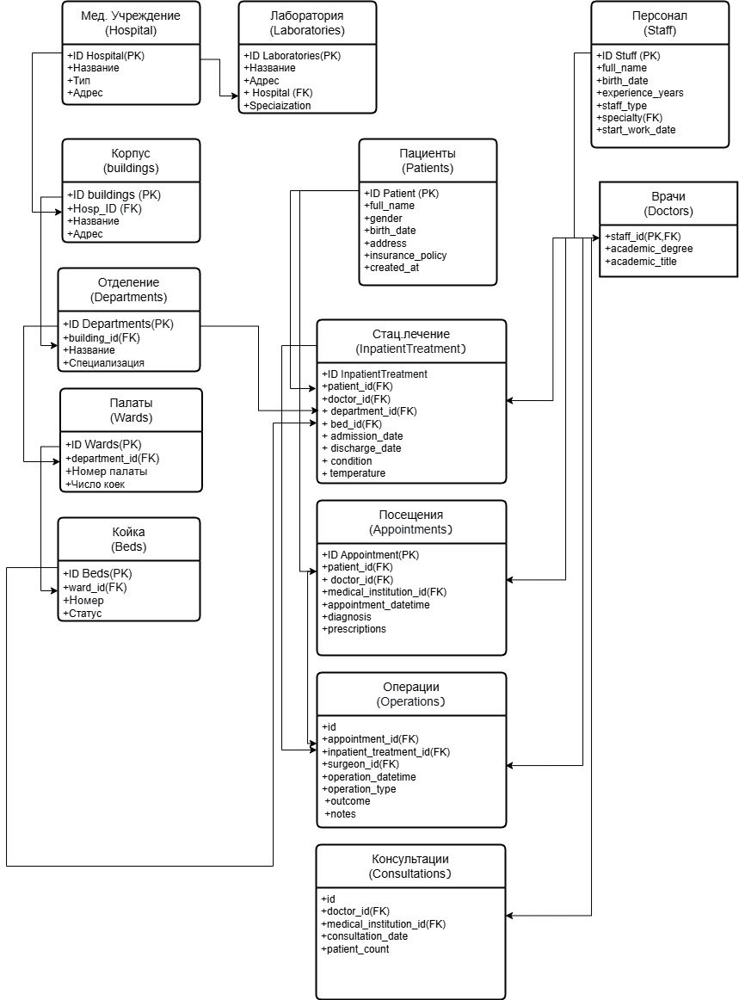 Мед. Учреждение
(Hospital)
+ID Hospital(PK)
+Название
+Тип
+Адрес
Лаборатория
(Laboratories)
+ID Laboratories(PK)
+Название
+Адрес
+ Hospital (FK)
+Speciaization
Персонал
(Staff)
+ID Stuff (PK)
+full_name
+birth_date
+experience_years
+staff_type
+specialty(FK)
+start_work_date
Корпус
(buildings)
+ID buildings (PK)
+Hosp_ID (FK)
+Название
+Адрес
Пациенты
(Patients)
+ID Patient (PK)
+full_name
+gender
+birth_date
+address
+insurance_policy
+created_at
Врачи
(Doctors)
+staff_id(PK,FK)
+academic_degree
+academic_title
Отделение
(Departments)
+ID Departments(PK)
+building_id(FK)
+Название
+Специализация
Стац.лечение
(InpatientTreatment)
+ID InpatientTreatment
+patient_id(FK)
+doctor_id(FK)
+ department_id(FK)
+ bed_id(FK)
+ admission_date
+ discharge_date
+ condition
+ temperature
Палаты
(Wards)
+ID Wards(PK)
+department_id(FK)
+Номер палаты
+Число коек
Койка
(Beds)
+ID Beds(PK)
+ward_id(FK)
+Номер
+Статус
Посещения
(Appointments)
+ID Appointment(PK)
+patient_id(FK)
+ doctor_id(FK)
+medical_institution_id(FK)
+appointment_datetime
+diagnosis
+prescriptions
Операции
(Operations)
+id
+appointment_id(FK)
+inpatient_treatment_id(FK)
+surgeon_id(FK)
+operation_datetime
+operation_type
+outcome
+notes
Консультации
(Consultations)
+id
+doctor_id(FK)
+medical_institution_id(FK)
+consultation_date
+patient_count